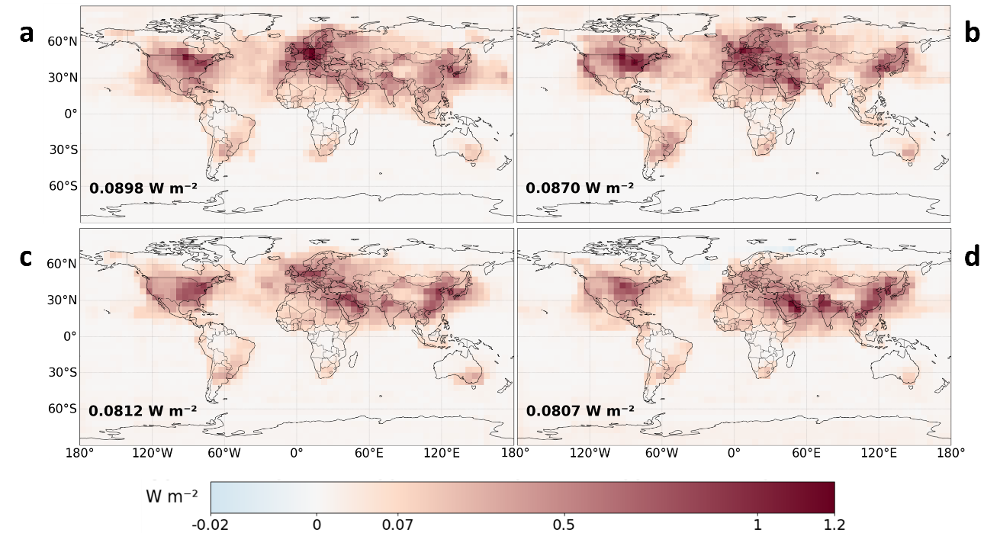 a
b
60°N
30°N
0°
30°S
60°S
0.0898 W m⁻²
0.0870 W m⁻²
c
d
60°N
30°N
0°
30°S
60°S
0.0812 W m⁻²
0.0807 W m⁻²
180° 120°W 60°W 0° 60°E 120°E 180° 120°W 60°W 0° 60°E 120°E 180°
W m⁻²
-0.02 0 0.07 0.5 1 1.2